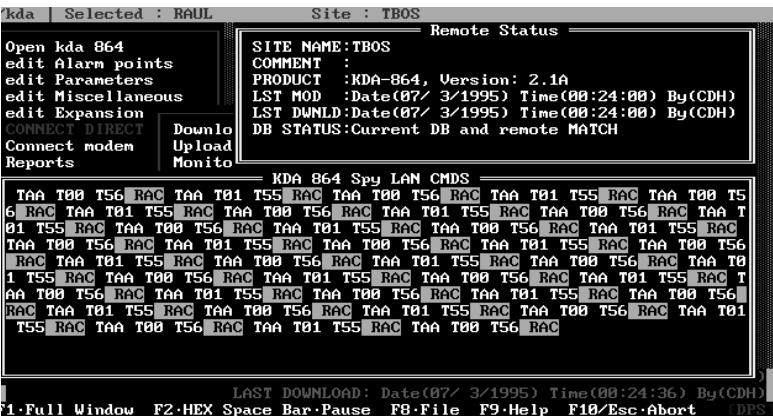 /kda | Selected : RAUL Site : TBOS
Remote Status
Open kda 864
edit Alarm points
edit Parameters
edit Miscellaneous
edit Expansion
CONNECT DIRECT
Connect modem
Reports
Downlo
Upload
Monito
SITE NAME:TBOS
COMMENT :
PRODUCT :KDA-864, Version: 2.1A
LST MOD :Date(07/ 3/1995) Time(00:24:00) By(CDH)
LST DWNLD:Date(07/ 3/1995) Time(00:24:00) By(CDH)
DB STATUS:Current DB and remote MATCH
KDA 864 Spy LAN CMDS
TAA T00 T56 RAC TAA T01 T55 RAC TAA T00 T56 RAC TAA T01 T55 RAC TAA T00 T5
6 RAC TAA T01 T55 RAC TAA T00 T56 RAC TAA T01 T55 RAC TAA T00 T56 RAC TAA T
01 T55 RAC TAA T00 T56 RAC TAA T01 T55 RAC TAA T00 T56 RAC TAA T01 T55 RAC
TAA T00 T56 RAC TAA T01 T55 RAC TAA T00 T56 RAC TAA T01 T55 RAC TAA T00 T56
RAC TAA T01 T55 RAC TAA T00 T56 RAC TAA T01 T55 RAC TAA T00 T56 RAC TAA T0
1 T55 RAC TAA T00 T56 RAC TAA T01 T55 RAC TAA T00 T56 RAC TAA T01 T55 RAC T
AA T00 T56 RAC TAA T01 T55 RAC TAA T00 T56 RAC TAA T01 T55 RAC TAA T00 T56
RAC TAA T01 T55 RAC TAA T00 T56 RAC TAA T01 T55 RAC TAA T00 T56 RAC TAA T01
T55 RAC TAA T00 T56 RAC TAA T01 T55 RAC TAA T00 T56 RAC
LAST DOWNLOAD: Date(07/ 3/1995) Time(00:24:36) By(CDH)
F1·Full Window F2·HEX Space Bar·Pause F8·File F9·Help F10/Esc·Abort (DPS